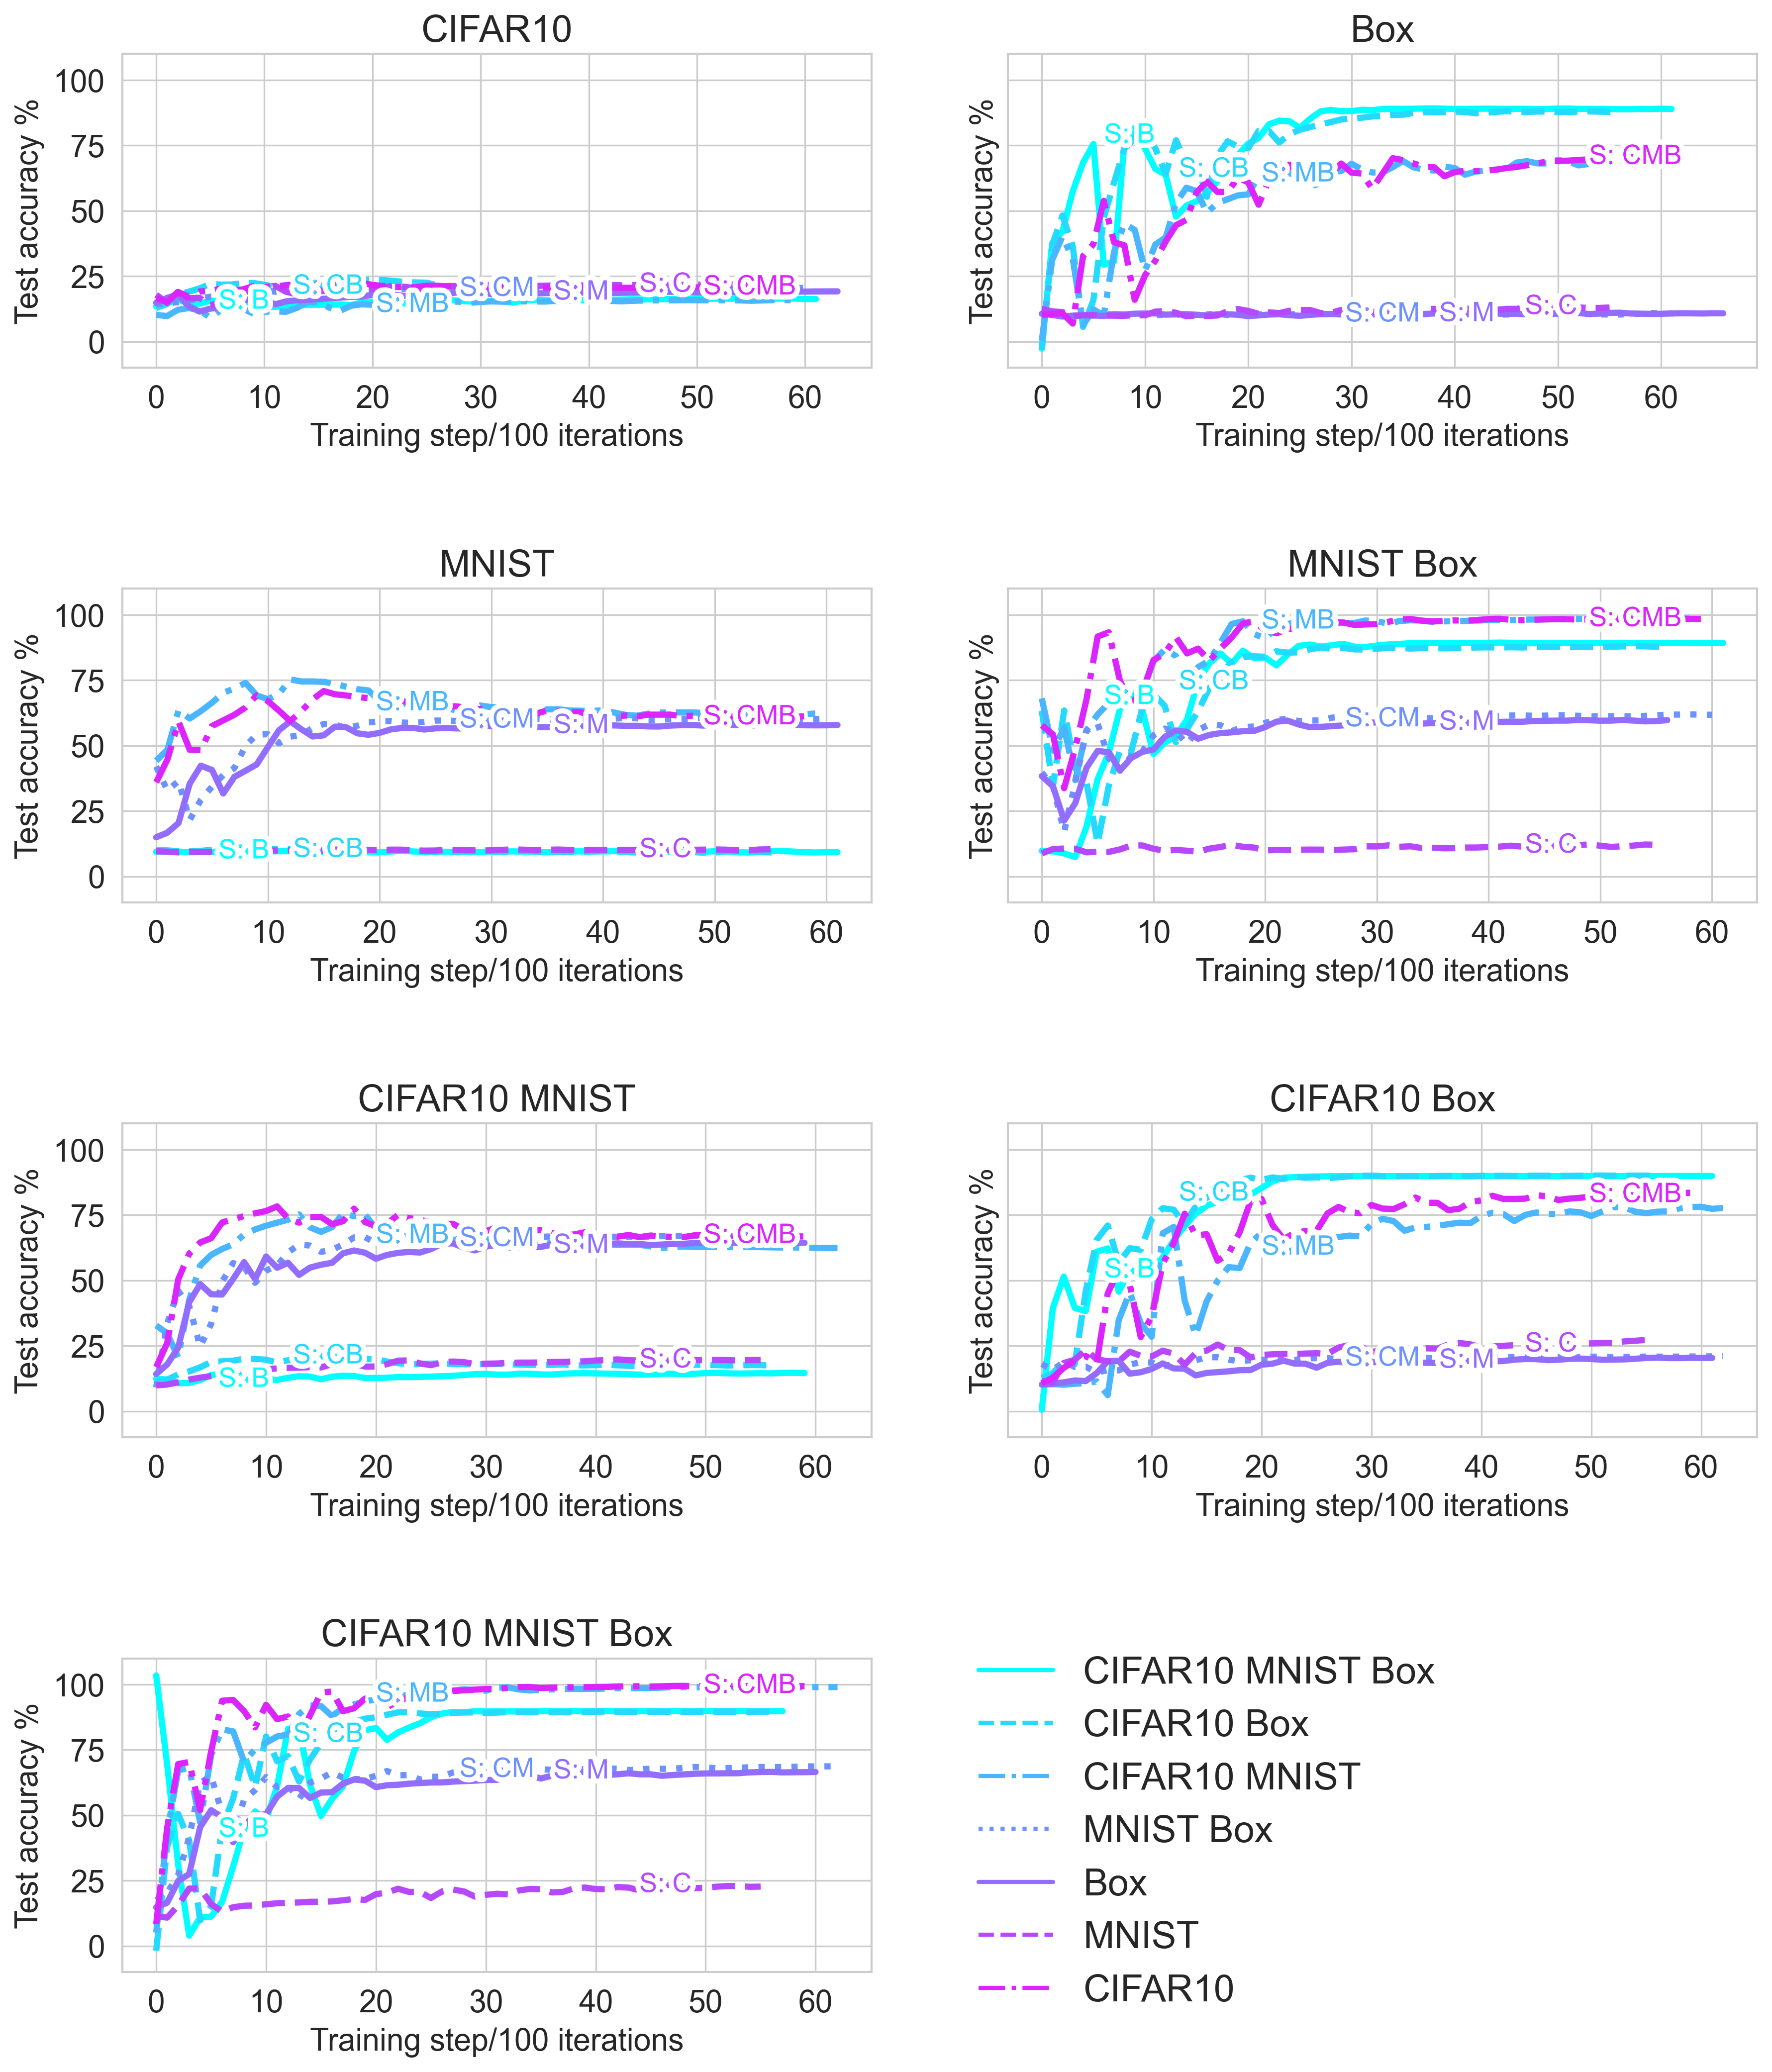 CIFAR10
Test accuracy %
100
75
50
25
0
S: B
S: CB
S: MB
S: CM
S: M
S: C
S: CMB
0 10 20 30 40 50 60
Training step/100 iterations
Box
Test accuracy %
S: B
S: CB
S: MB
S: CMB
S: CM
S: M
S: C
0 10 20 30 40 50 60
Training step/100 iterations
MNIST
Test accuracy %
100
75
50
25
0
S: MB
S: CM
S: M
S: CMB
S: B
S: CB
S: C
0 10 20 30 40 50 60
Training step/100 iterations
MNIST Box
Test accuracy %
S: MB
S: CMB
S: B
S: CB
S: CM
S: M
S: C
0 10 20 30 40 50 60
Training step/100 iterations
CIFAR10 MNIST
Test accuracy %
100
75
50
25
0
S: MB
S: CM
S: M
S: CMB
S: B
S: CB
S: C
0 10 20 30 40 50 60
Training step/100 iterations
CIFAR10 Box
Test accuracy %
S: CB
S: CMB
S: B
S: MB
S: CM
S: M
S: C
0 10 20 30 40 50 60
Training step/100 iterations
CIFAR10 MNIST Box
Test accuracy %
100
75
50
25
0
S: MB
S: CMB
S: CB
S: CM
S: M
S: B
S: C
0 10 20 30 40 50 60
Training step/100 iterations
CIFAR10 MNIST Box
CIFAR10 Box
CIFAR10 MNIST
MNIST Box
Box
MNIST
CIFAR10